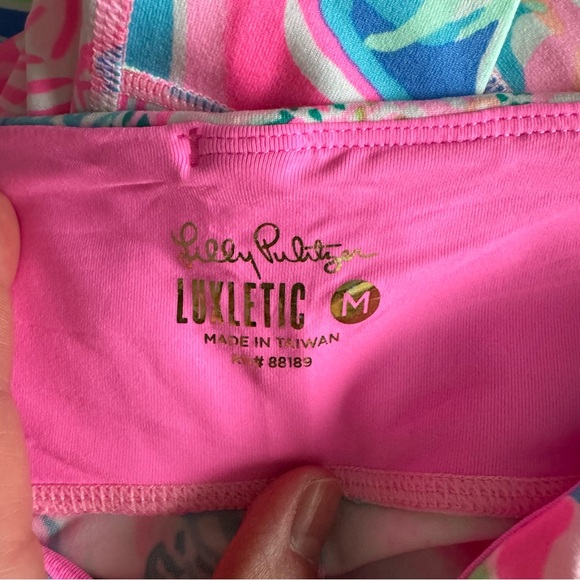 Lilly Pulitzer
LUXLETIC M
MADE IN TAIWAN
RN# 88189